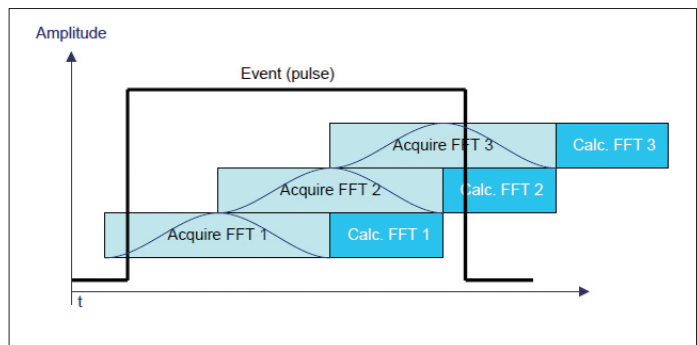 Amplitude
Event (pulse)
Acquire FFT 3
Calc. FFT 3
Acquire FFT 2
Calc. FFT 2
Acquire FFT 1
Calc. FFT 1
t